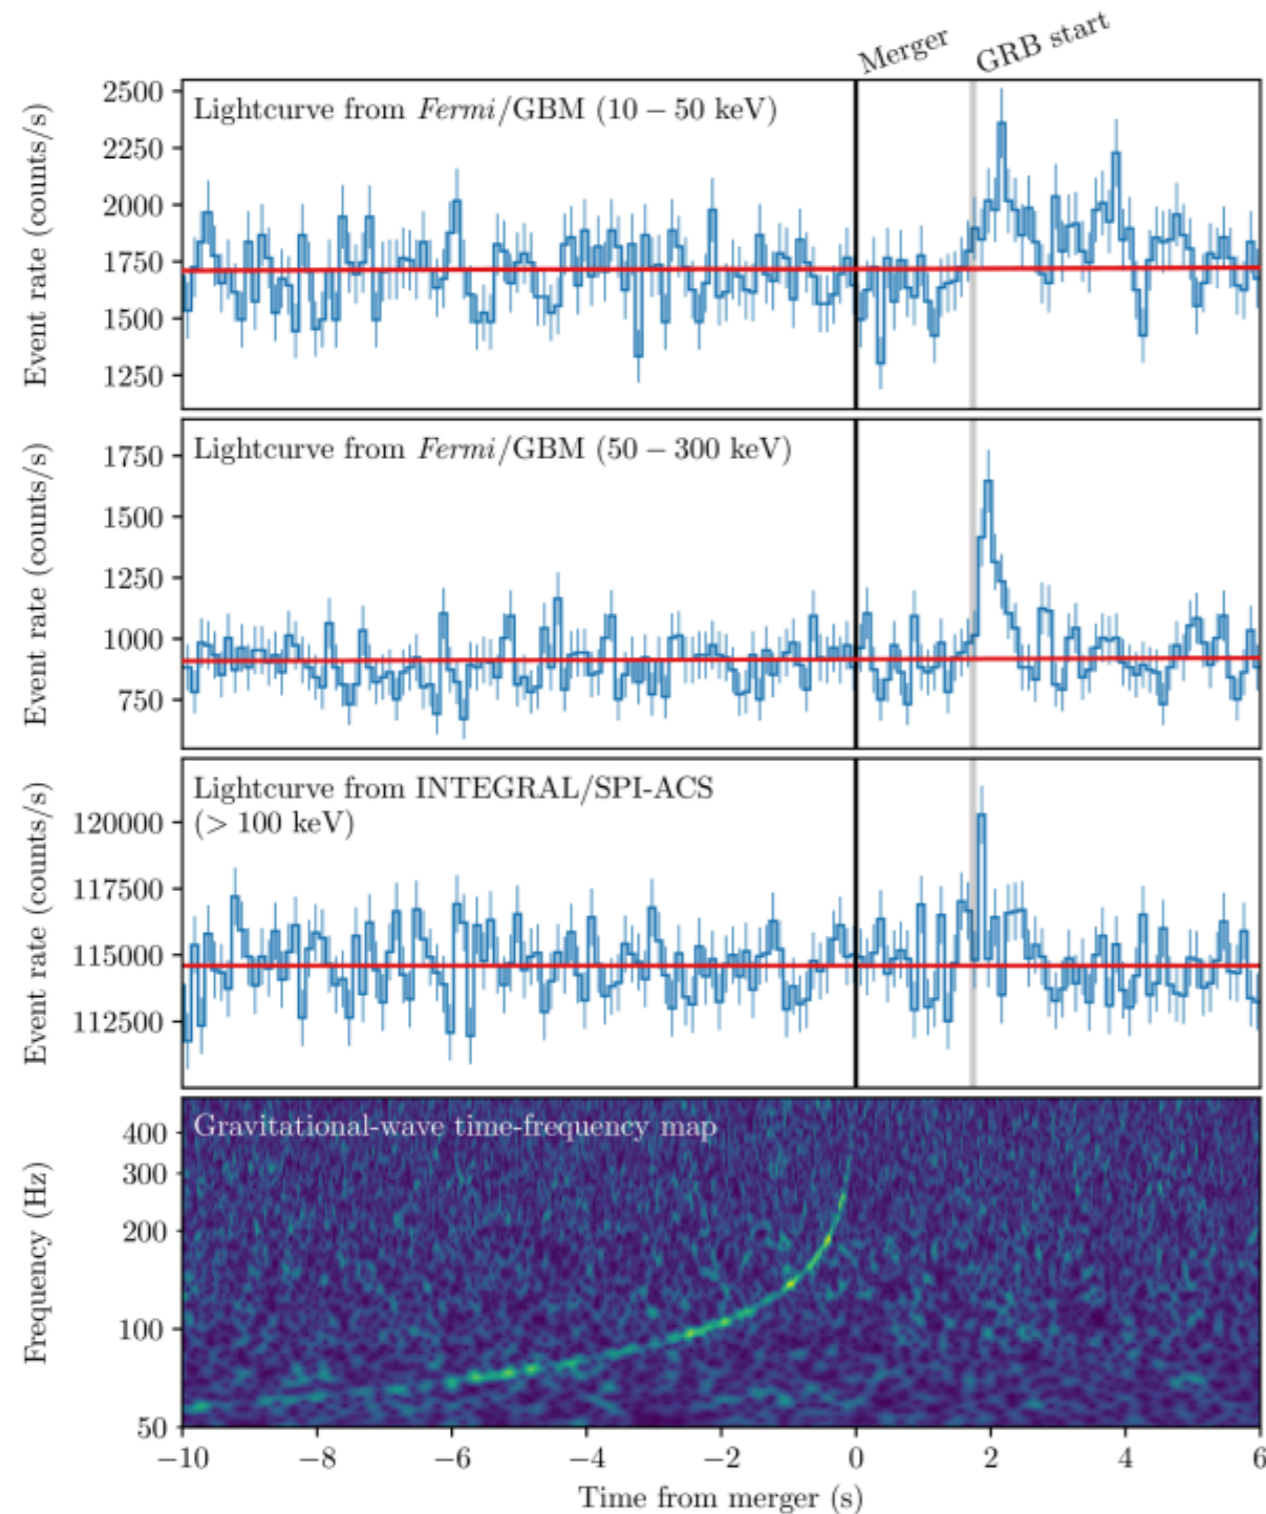 Merger
GRB start
Lightcurve from Fermi/GBM (10 – 50 keV)
Event rate (counts/s)
2500
2250
2000
1750
1500
1250
Lightcurve from Fermi/GBM (50 – 300 keV)
Event rate (counts/s)
1750
1500
1250
1000
750
Lightcurve from INTEGRAL/SPI-ACS
(> 100 keV)
Event rate (counts/s)
120000
117500
115000
112500
Gravitational-wave time-frequency map
Frequency (Hz)
400
300
200
100
50
−10 −8 −6 −4 −2 0 2 4 6
Time from merger (s)